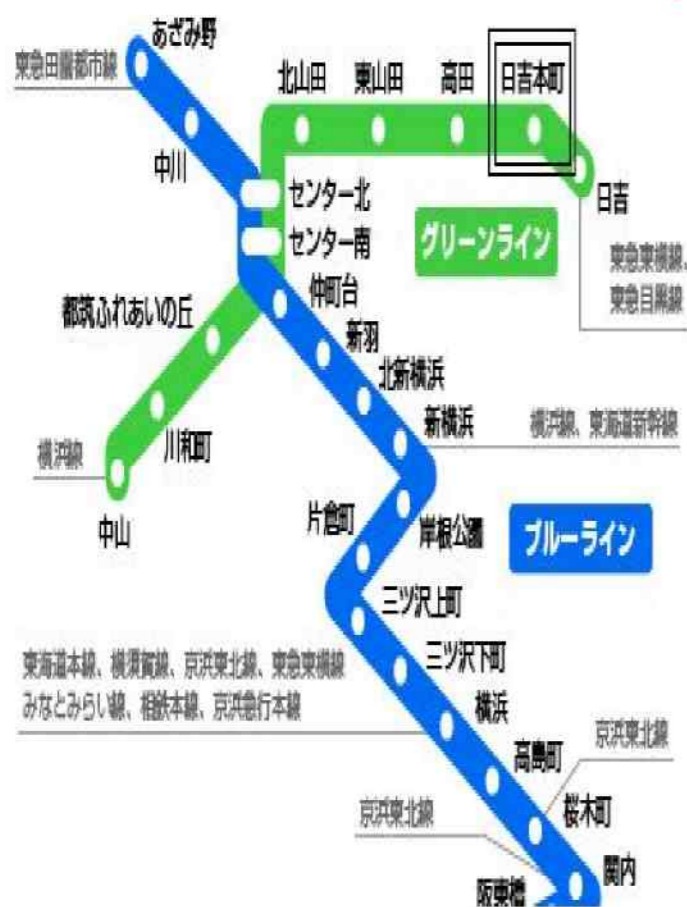 あざみ野
東急田園都市線
北山田
東山田
高田
日吉本町
中川
センター北
日吉
センター南
グリーンライン
東急東横線、
東急目黒線
仲町台
都筑ふれあいの丘
新羽
北新横浜
新横浜
横浜線、東海道新幹線
川和町
横浜線
中山
片倉町
岸根公園
ブルーライン
三ツ沢上町
三ツ沢下町
東海道本線、横須賀線、京浜東北線、東急東横線
みなとみらい線、相鉄本線、京浜急行本線
横浜
京浜東北線
高島町
桜木町
京浜東北線
関内
阪東橋